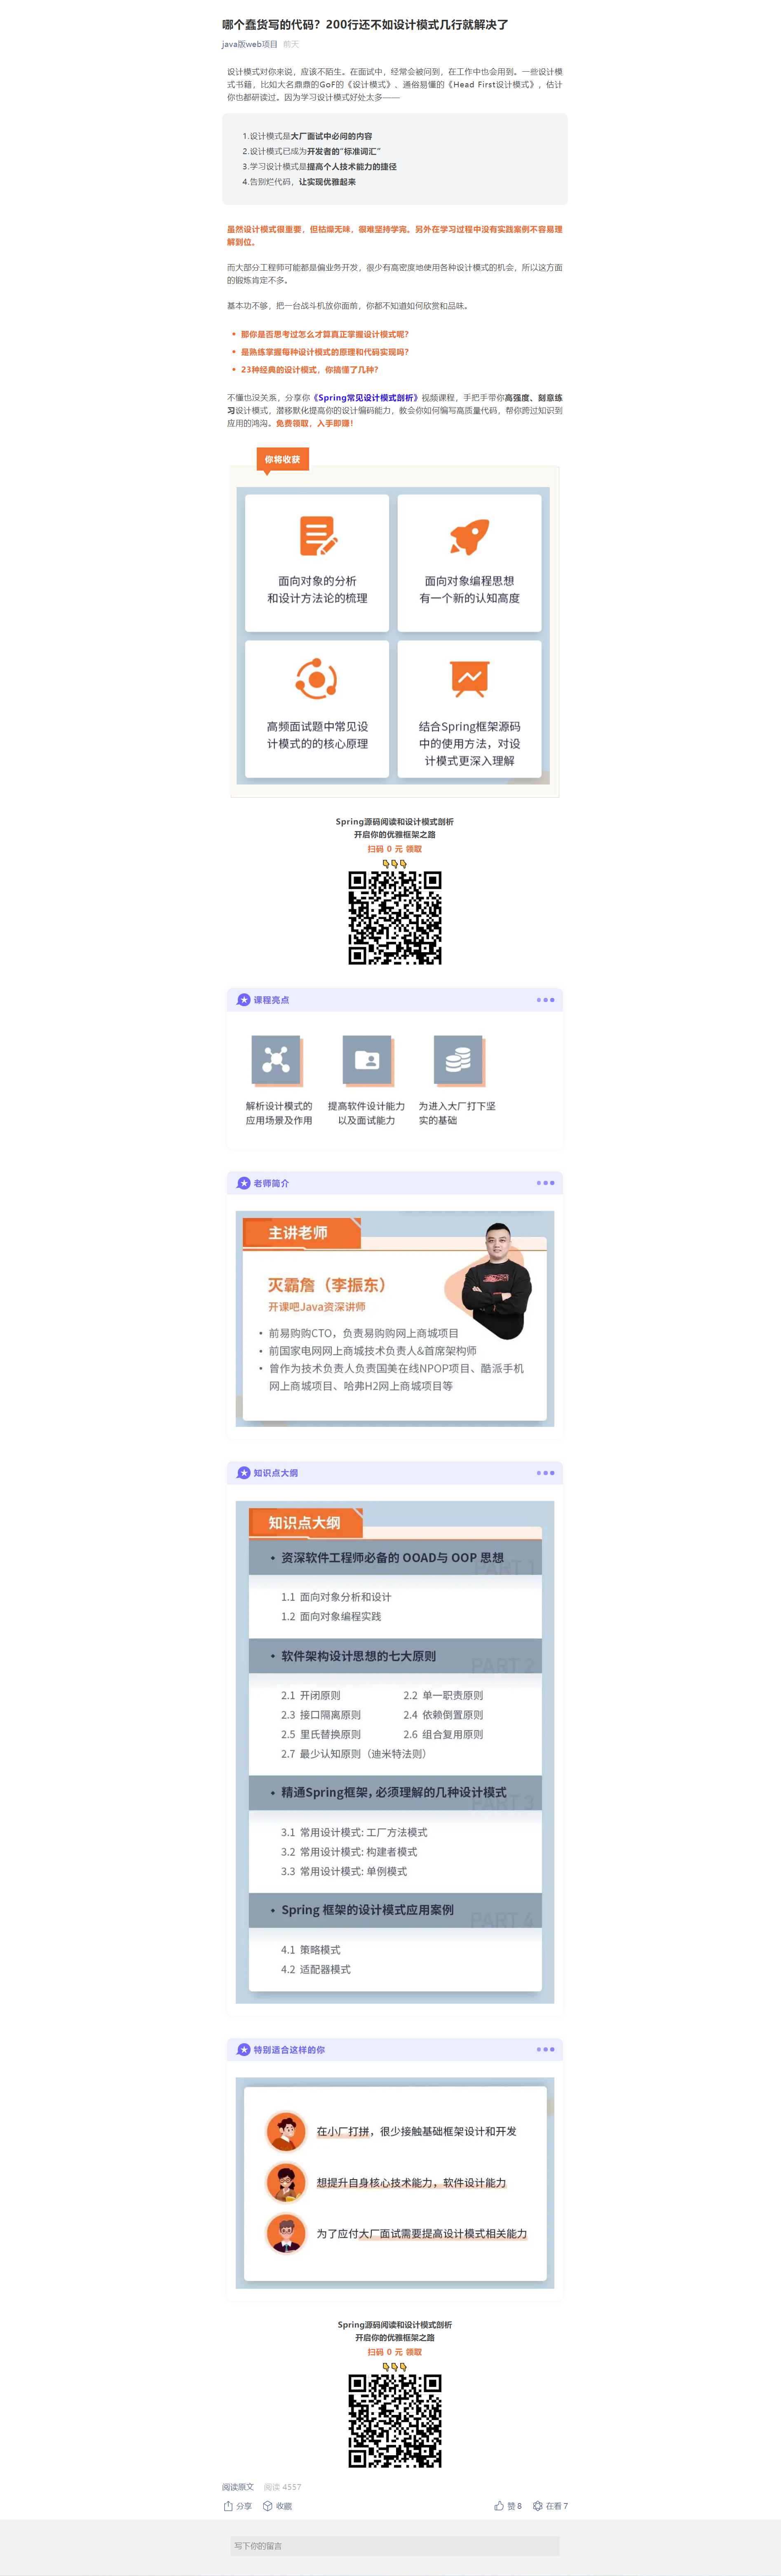 哪个蠢货写的代码？200行还不如设计模式几行就解决了
java版web项目 前天
设计模式对你来说，应该不陌生。在面试中，经常会被问到，在工作中也会用到。一些设计模
式书籍，比如大名鼎鼎的GoF的《设计模式》，通俗易懂的《Head First设计模式》，估计
你也都研读过。因为学习设计模式好处太多——
1.设计模式是大厂面试中必问的内容
2.设计模式已成为开发者的“标准词汇”
3.学习设计模式是提高个人技术能力的捷径
4.告别烂代码，让实现优雅起来
虽然设计模式很重要，但枯燥无味，很难坚持学完。另外在学习过程中没有实践案例不容易理
解到位。
而大部分工程师可能都是偏业务开发，很少有高密度地使用各种设计模式的机会，所以这方面
的锻炼肯定不多。
基本功不够，把一台战斗机放你面前，你都不知道如何欣赏和品味。
• 那你是否思考过怎么才算真正掌握设计模式呢？
• 是熟练掌握每种设计模式的原理和代码实现吗？
• 23种经典的设计模式，你搞懂了几种？
不懂也没关系，分享你《Spring常见设计模式剖析》视频课程，手把手带你高强度、刻意练
习设计模式，潜移默化提高你的设计编码能力，教会你如何编写高质量代码，帮你跨过知识到
应用的鸿沟。免费领取，入手即赚！
你将收获
面向对象的分析
和设计方法论的梳理
面向对象编程思想
有一个新的认知高度
高频面试题中常见设
计模式的的核心原理
结合Spring框架源码
中的使用方法，对设
计模式更深入理解
Spring源码阅读和设计模式剖析
开启你的优雅框架之路
扫码 0 元 领取
课程亮点
解析设计模式的
应用场景及作用
提高软件设计能力
以及面试能力
为进入大厂打下坚
实的基础
老师简介
主讲老师
灭霸詹（李振东）
开课吧Java资深讲师
• 前易购购CTO，负责易购购网上商城项目
• 前国家电网网上商城技术负责人&首席架构师
• 曾作为技术负责人负责国美在线NPOP项目、酷派手机
网上商城项目、哈弗H2网上商城项目等
知识点大纲
知识点大纲
• 资深软件工程师必备的 OOAD与 OOP 思想
PART 1
1.1 面向对象分析和设计
1.2 面向对象编程实践
• 软件架构设计思想的七大原则
PART 2
2.1 开闭原则 2.2 单一职责原则
2.3 接口隔离原则 2.4 依赖倒置原则
2.5 里氏替换原则 2.6 组合复用原则
2.7 最少认知原则（迪米特法则）
• 精通Spring框架，必须理解的几种设计模式
PART 3
3.1 常用设计模式: 工厂方法模式
3.2 常用设计模式: 构建者模式
3.3 常用设计模式: 单例模式
• Spring 框架的设计模式应用案例
PART 4
4.1 策略模式
4.2 适配器模式
特别适合这样的你
在小厂打拼，很少接触基础框架设计和开发
想提升自身核心技术能力，软件设计能力
为了应付大厂面试需要提高设计模式相关能力
Spring源码阅读和设计模式剖析
开启你的优雅框架之路
扫码 0 元 领取
阅读原文 阅读 4557
分享 收藏 赞 8 在看 7
写下你的留言